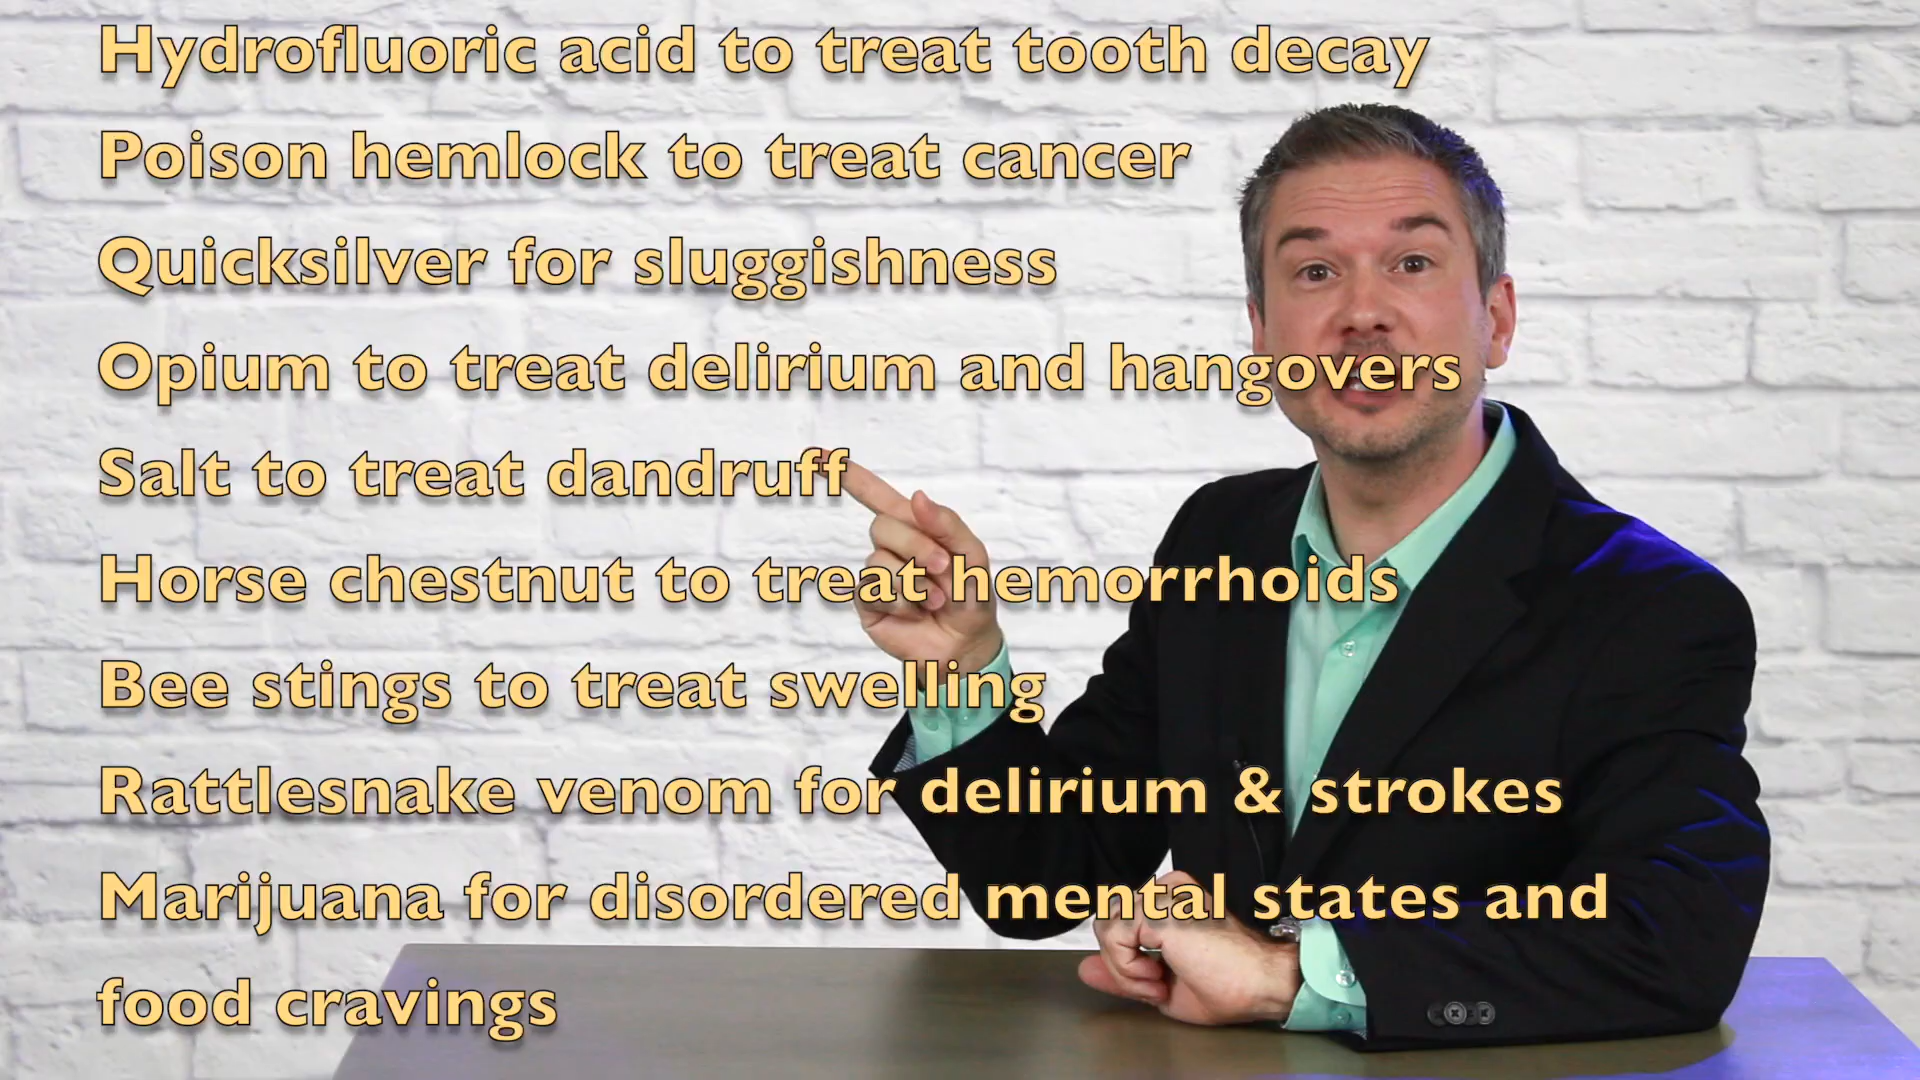 Hydrofluoric acid to treat tooth decay
Poison hemlock to treat cancer
Quicksilver for sluggishness
Opium to treat delirium and hangovers
Salt to treat dandruff
Horse chestnut to treat hemorrhoids
Bee stings to treat swelling
Rattlesnake venom for delirium & strokes
Marijuana for disordered mental states and
food cravings